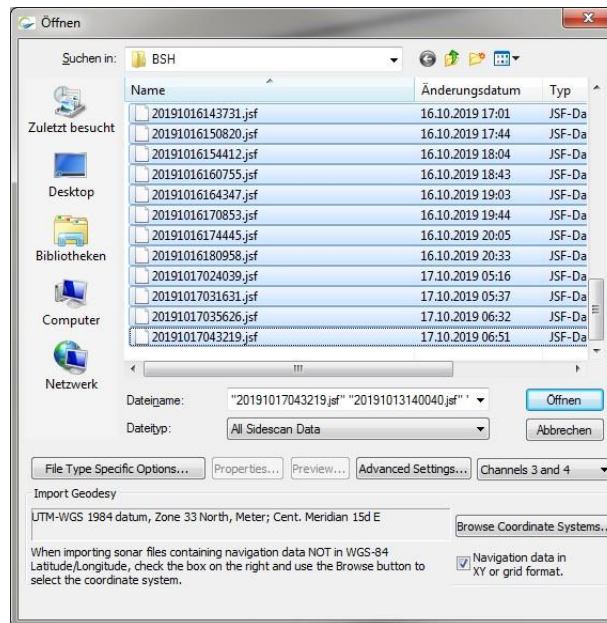 Öffnen
Suchen in: BSH
Name Änderungsdatum Typ
20191016143731.jsf 16.10.2019 17:01 JSF-Da
20191016150820.jsf 16.10.2019 17:44 JSF-Da
20191016154412.jsf 16.10.2019 18:04 JSF-Da
20191016160755.jsf 16.10.2019 18:43 JSF-Da
20191016164347.jsf 16.10.2019 19:03 JSF-Da
20191016170853.jsf 16.10.2019 19:44 JSF-Da
20191016174445.jsf 16.10.2019 20:05 JSF-Da
20191016180958.jsf 16.10.2019 20:33 JSF-Da
20191017024039.jsf 17.10.2019 05:16 JSF-Da
20191017031631.jsf 17.10.2019 05:37 JSF-Da
20191017035626.jsf 17.10.2019 06:32 JSF-Da
20191017043219.jsf 17.10.2019 06:51 JSF-Da
Zuletzt besucht
Desktop
Bibliotheken
Computer
Netzwerk
Dateiname: "20191017043219.jsf" "20191013140040.jsf" "
Öffnen
Dateityp: All Sidescan Data
Abbrechen
File Type Specific Options... Properties... Preview... Advanced Settings... Channels 3 and 4
Import Geodesy
UTM-WGS 1984 datum, Zone 33 North, Meter; Cent. Meridian 15d E
Browse Coordinate Systems...
When importing sonar files containing navigation data NOT in WGS-84
Latitude/Longitude, check the box on the right and use the Browse button to
select the coordinate system.
Navigation data in
XY or grid format.